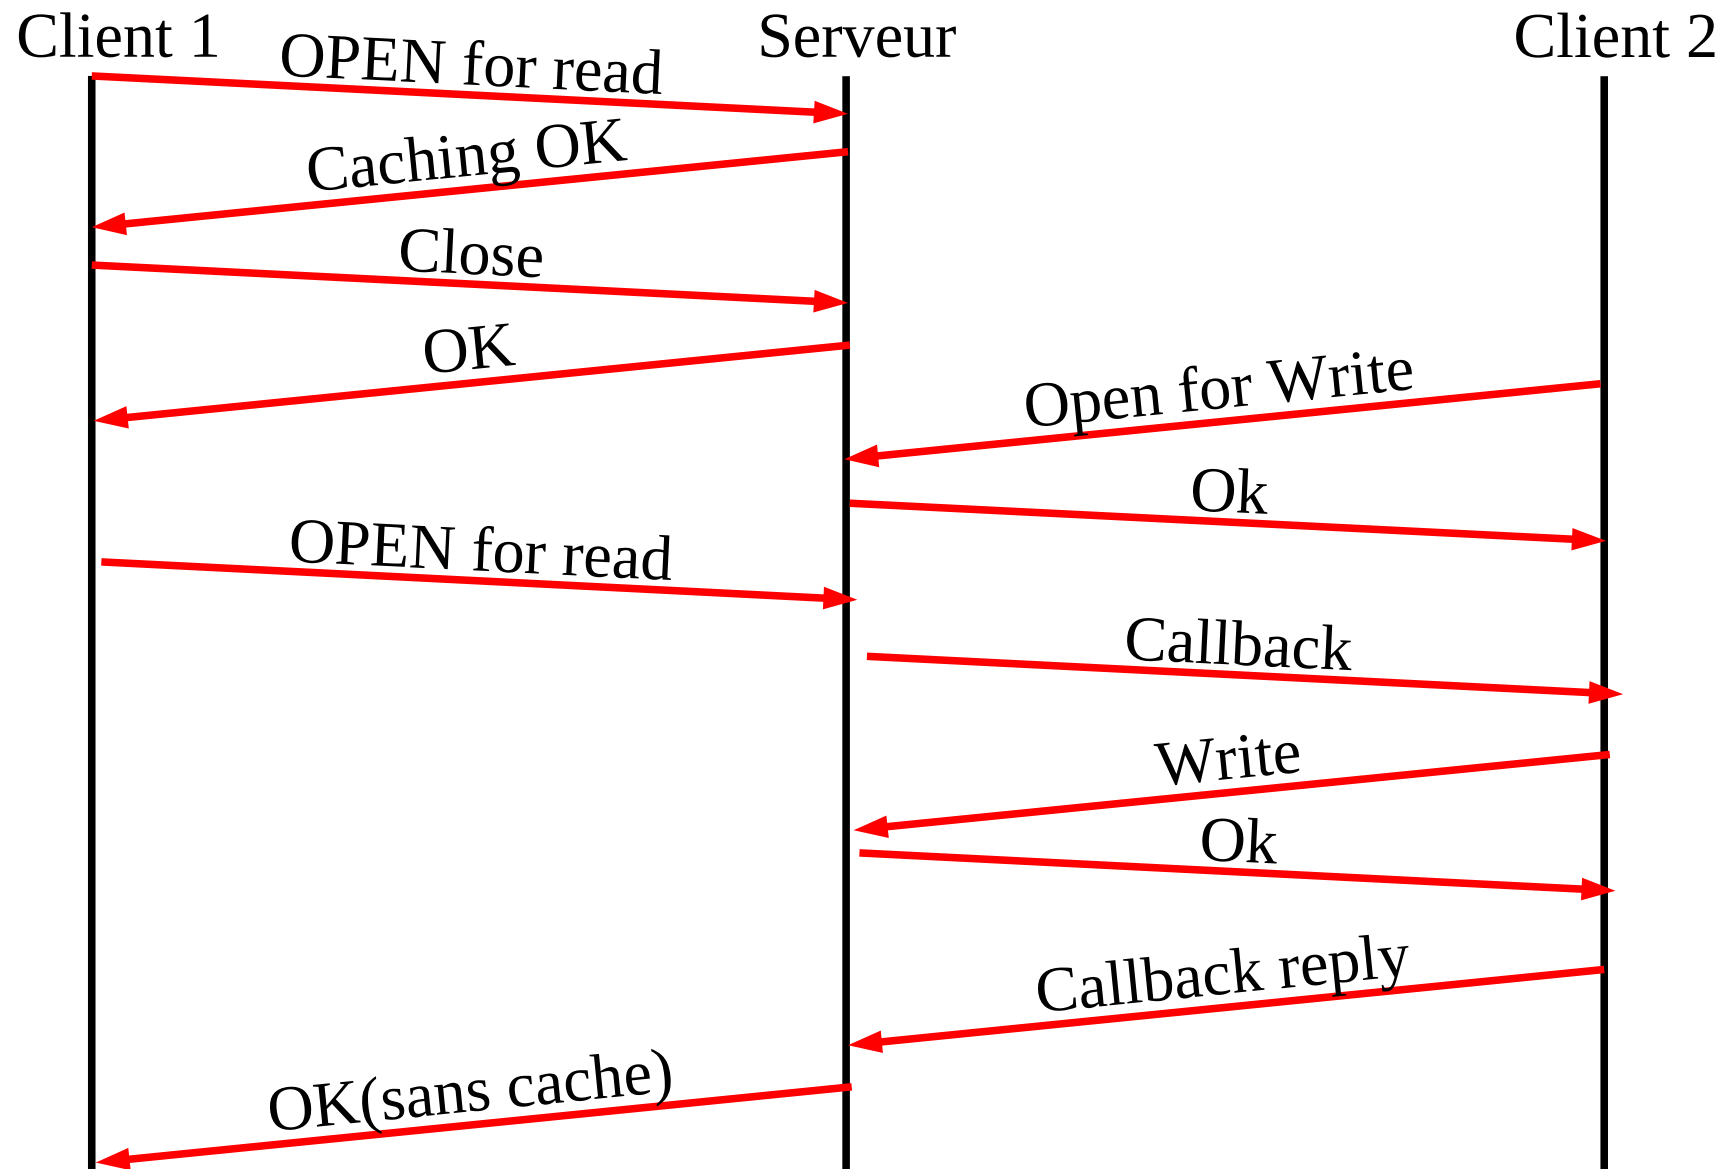 Client 1
Serveur
Client 2
OPEN for read
Caching OK
Close
OK
Open for Write
Ok
OPEN for read
Callback
Write
Ok
Callback reply
OK(sans cache)